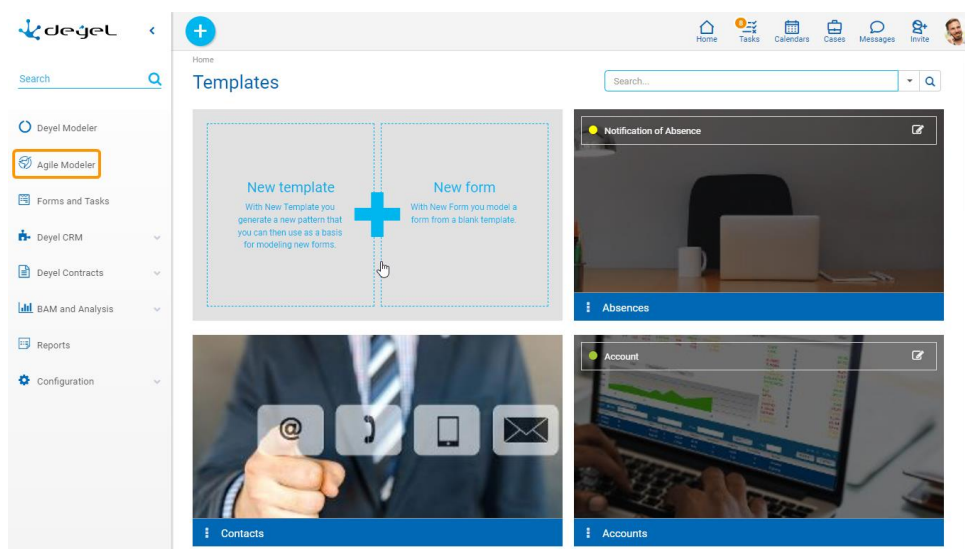 deyel
Search
Deyel Modeler
Agile Modeler
Forms and Tasks
Deyel CRM
Deyel Contracts
BAM and Analysis
Reports
Configuration
6
Home
Tasks
Calendars
Cases
Messages
Invite
Home
Templates
Search...
New template
With New Template you
generate a new pattern that
you can then use as a basis
for modeling new forms.
New form
With New Form you model a
form from a blank template.
Notification of Absence
Absences
@
Contacts
Account
Accounts